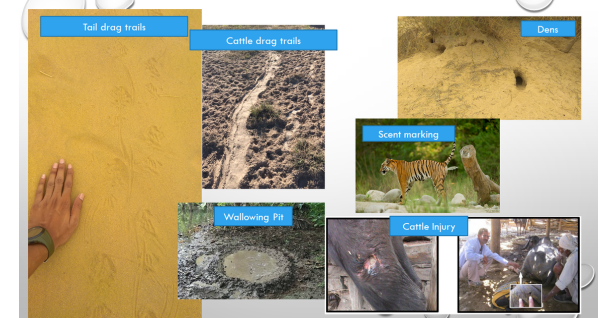 Tail drag trails
Cattle drag trails
Dens
Scent marking
Wallowing Pit
Cattle Injury